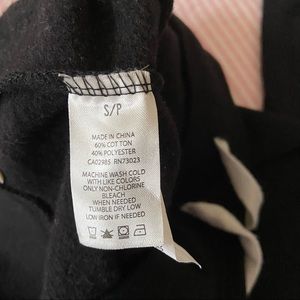 S/P
MADE IN CHINA
60% COTTON
40% POLYESTER
CA02985 RN73023
MACHINE WASH COLD
WITH LIKE COLORS
ONLY NON-CHLORINE
BLEACH
WHEN NEEDED
TUMBLE DRY LOW
LOW IRON IF NEEDED